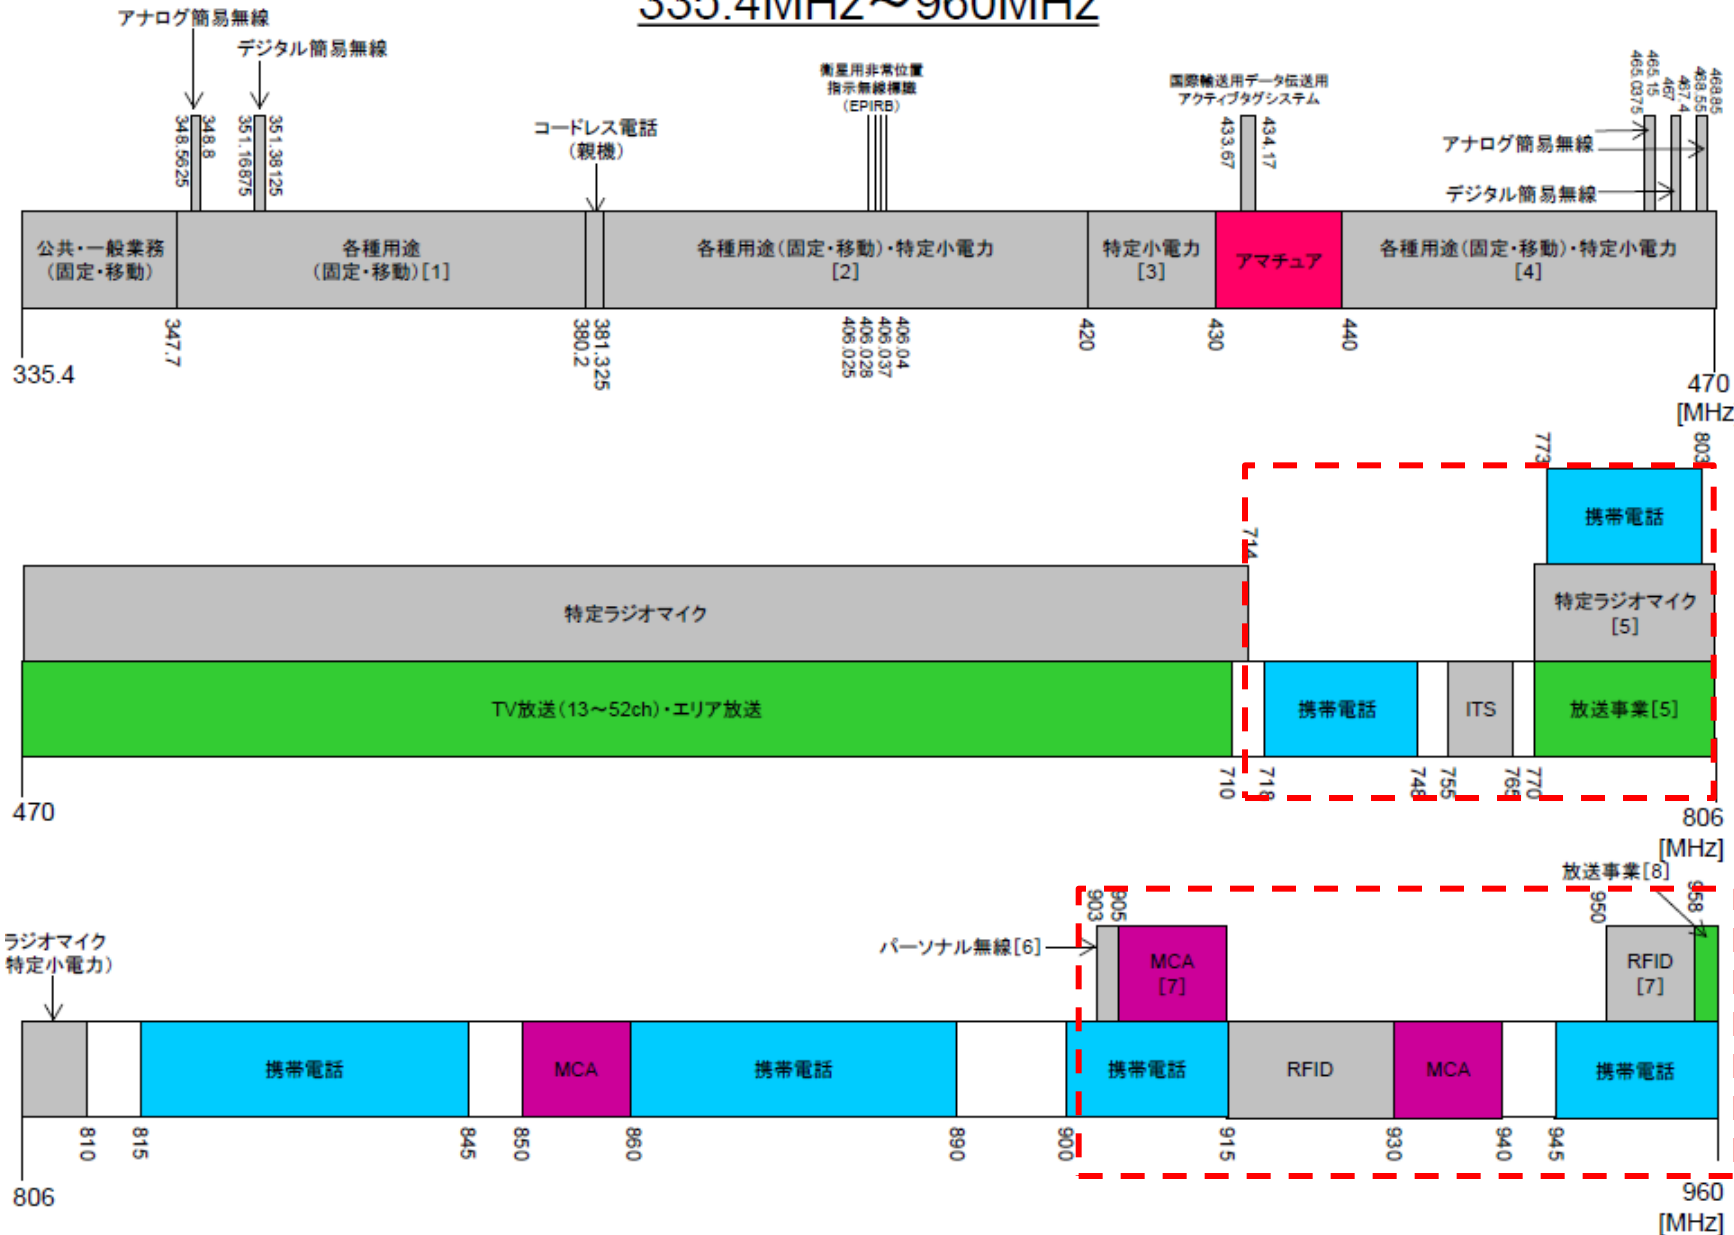 335.4MHz～960MHz
アナログ簡易無線
デジタル簡易無線
348.5625
348.8
351.16875
351.38125
コードレス電話
（親機）
衛星用非常位置
指示無線標識
(EPIRB)
国際輸送用データ伝送用
アクティブタグシステム
433.67
434.17
465.0375
465.15
467
467.4
468.55
468.85
アナログ簡易無線
デジタル簡易無線
公共・一般業務
（固定・移動）
各種用途
（固定・移動）[1]
各種用途（固定・移動）・特定小電力
[2]
特定小電力
[3]
アマチュア
各種用途（固定・移動）・特定小電力
[4]
335.4
347.7
380.2
381.325
406.025
406.028
406.037
406.04
420
430
440
470
[MHz
773
803
携帯電話
714
特定ラジオマイク
特定ラジオマイク
[5]
TV放送（13～52ch）・エリア放送
携帯電話
ITS
放送事業[5]
470
710
718
748
755
765
770
806
[MHz]
放送事業[8]
903
905
950
958
ラジオマイク
特定小電力）
パーソナル無線[6]
MCA
[7]
RFID
[7]
携帯電話
MCA
携帯電話
携帯電話
RFID
MCA
携帯電話
806
810
815
845
850
860
890
900
915
930
940
945
960
[MHz]